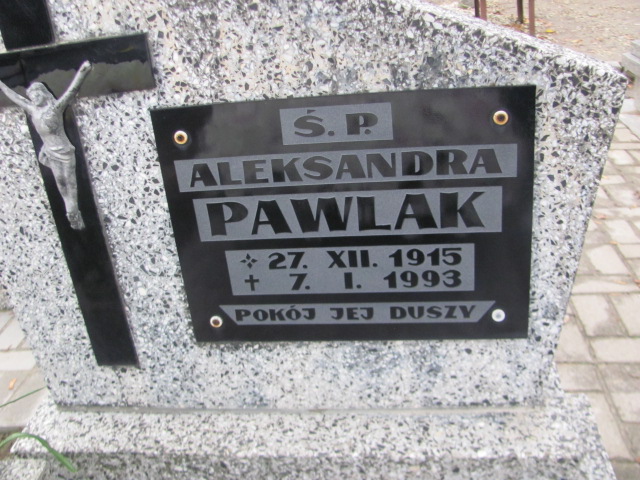 Ś. P.
ALEKSANDRA
PAWLAK
✧ 27. XII. 1915
✝ 7. I. 1993
POKÓJ JEJ DUSZY